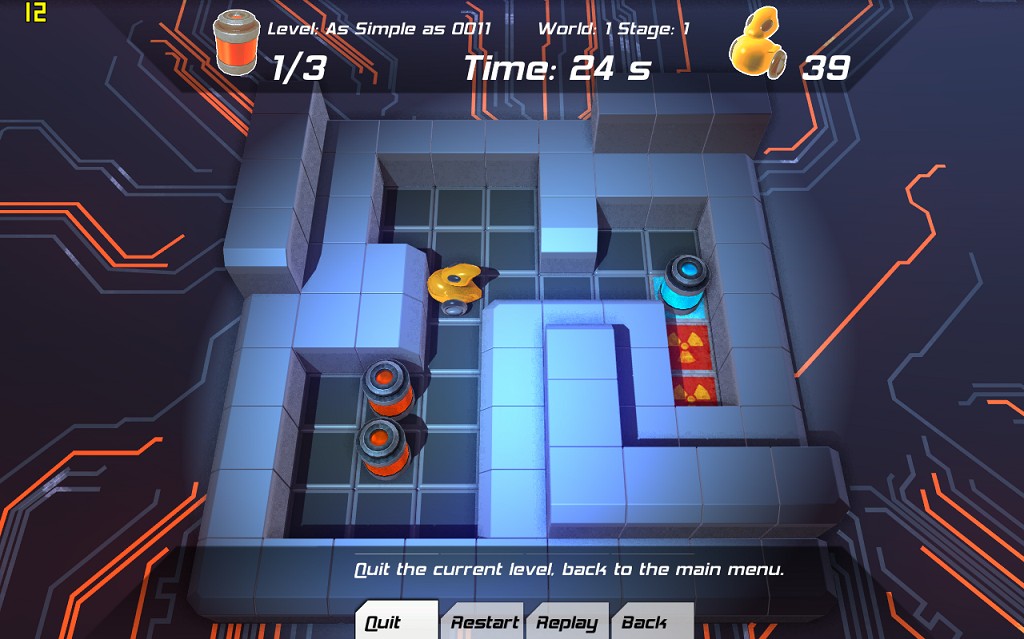 12
Level: As Simple as 0011 World: 1 Stage: 1
1/3 Time: 24 s 39
Quit the current level, back to the main menu.
Quit Restart Replay Back